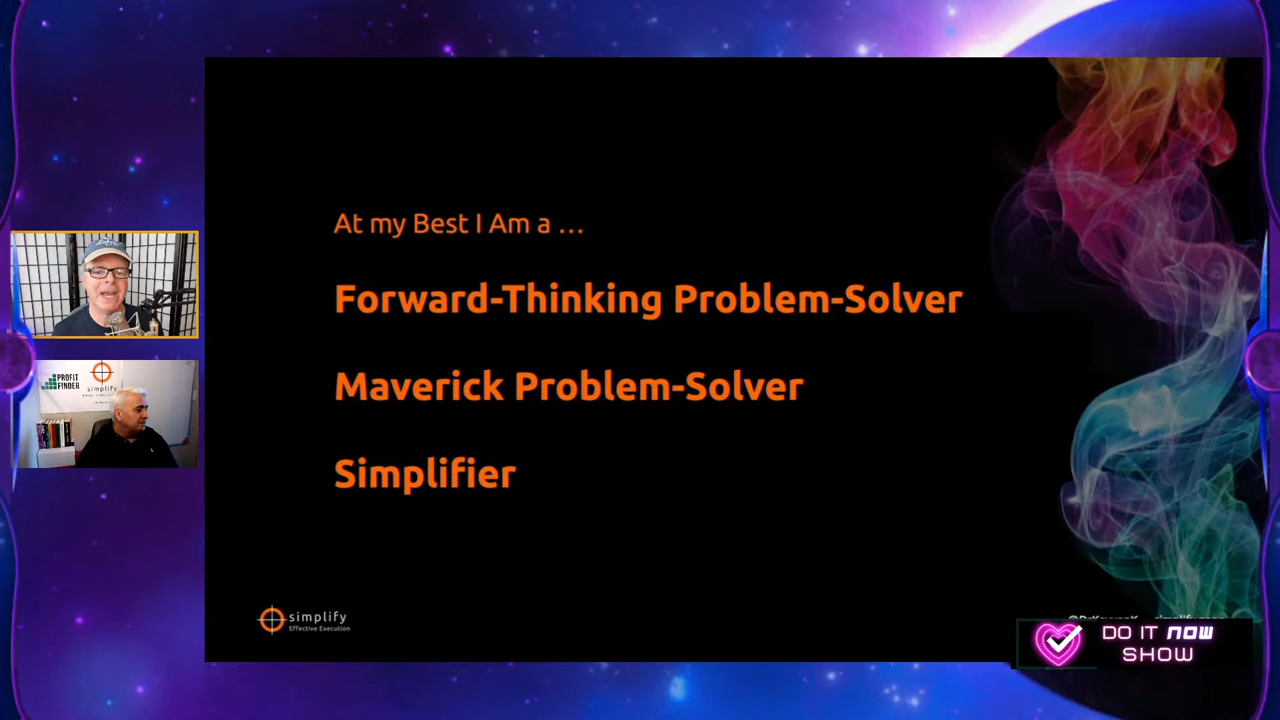 At my Best I Am a ...
Forward-Thinking Problem-Solver
Maverick Problem-Solver
Simplifier
PROFIT
FINDER
simplify
simplify
Effective Execution
DO IT NOW
SHOW